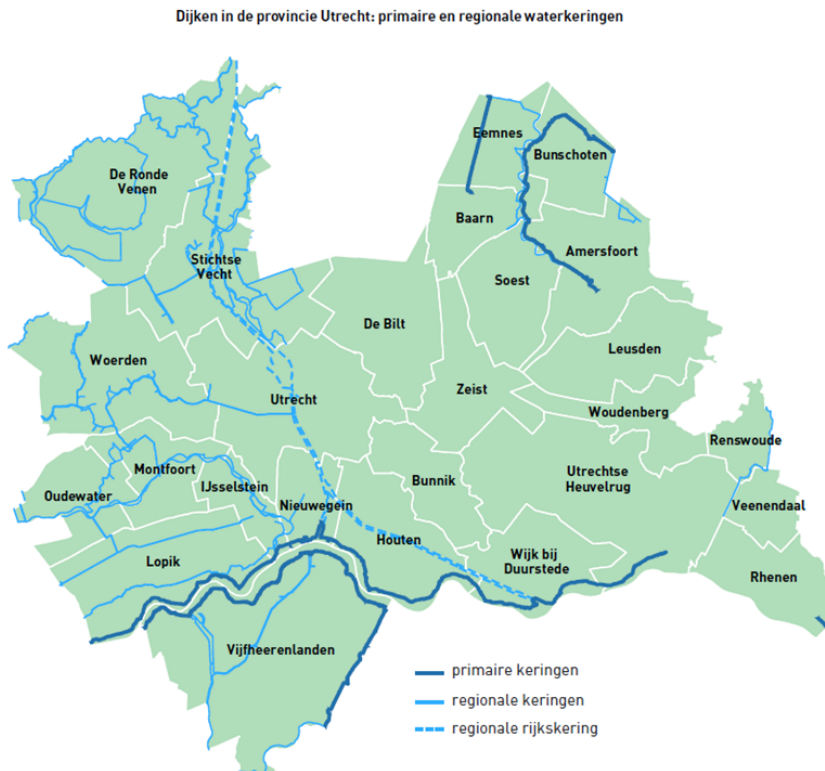 Dijken in de provincie Utrecht: primaire en regionale waterkeringen
Eemnes
Bunschoten
De Ronde
Venen
Baarn
Amersfoort
Stichtse
Vecht
Soest
De Bilt
Leusden
Woerden
Zeist
Utrecht
Woudenberg
Renswoude
Montfoort
IJsselstein
Bunnik
Utrechtse
Heuvelrug
Oudewater
Nieuwegein
Veenendaal
Houten
Lopik
Wijk bij
Duurstede
Rhenen
Vijfheerenlanden
primaire keringen
regionale keringen
regionale rijkskering